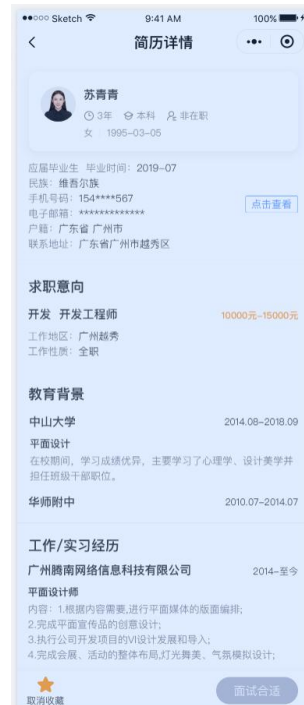 Sketch 9:41 AM 100%
简历详情
苏青青
3年 本科 非在职
女 1995-03-05
应届毕业生 毕业时间：2019-07
民族：维吾尔族
手机号码：154****567
点击查看
电子邮箱：*************
户籍：广东省 广州市
联系地址：广东省广州市越秀区
求职意向
开发 开发工程师 10000元-15000元
工作地区：广州越秀
工作性质：全职
教育背景
中山大学 2014.08-2018.09
平面设计
在校期间，学习成绩优异，主要学习了心理学、设计美学并
担任班级干部职位。
华师附中 2010.07-2014.07
工作/实习经历
广州腾南网络信息科技有限公司 2014-至今
平面设计师
内容：1.根据内容需要,进行平面媒体的版面编排;
2.完成平面宣传品的创意设计;
3.执行公司开发项目的VI设计发展和导入;
4.完成会展、活动的整体布局,灯光舞美、气氛模拟设计;
取消收藏 面试合适